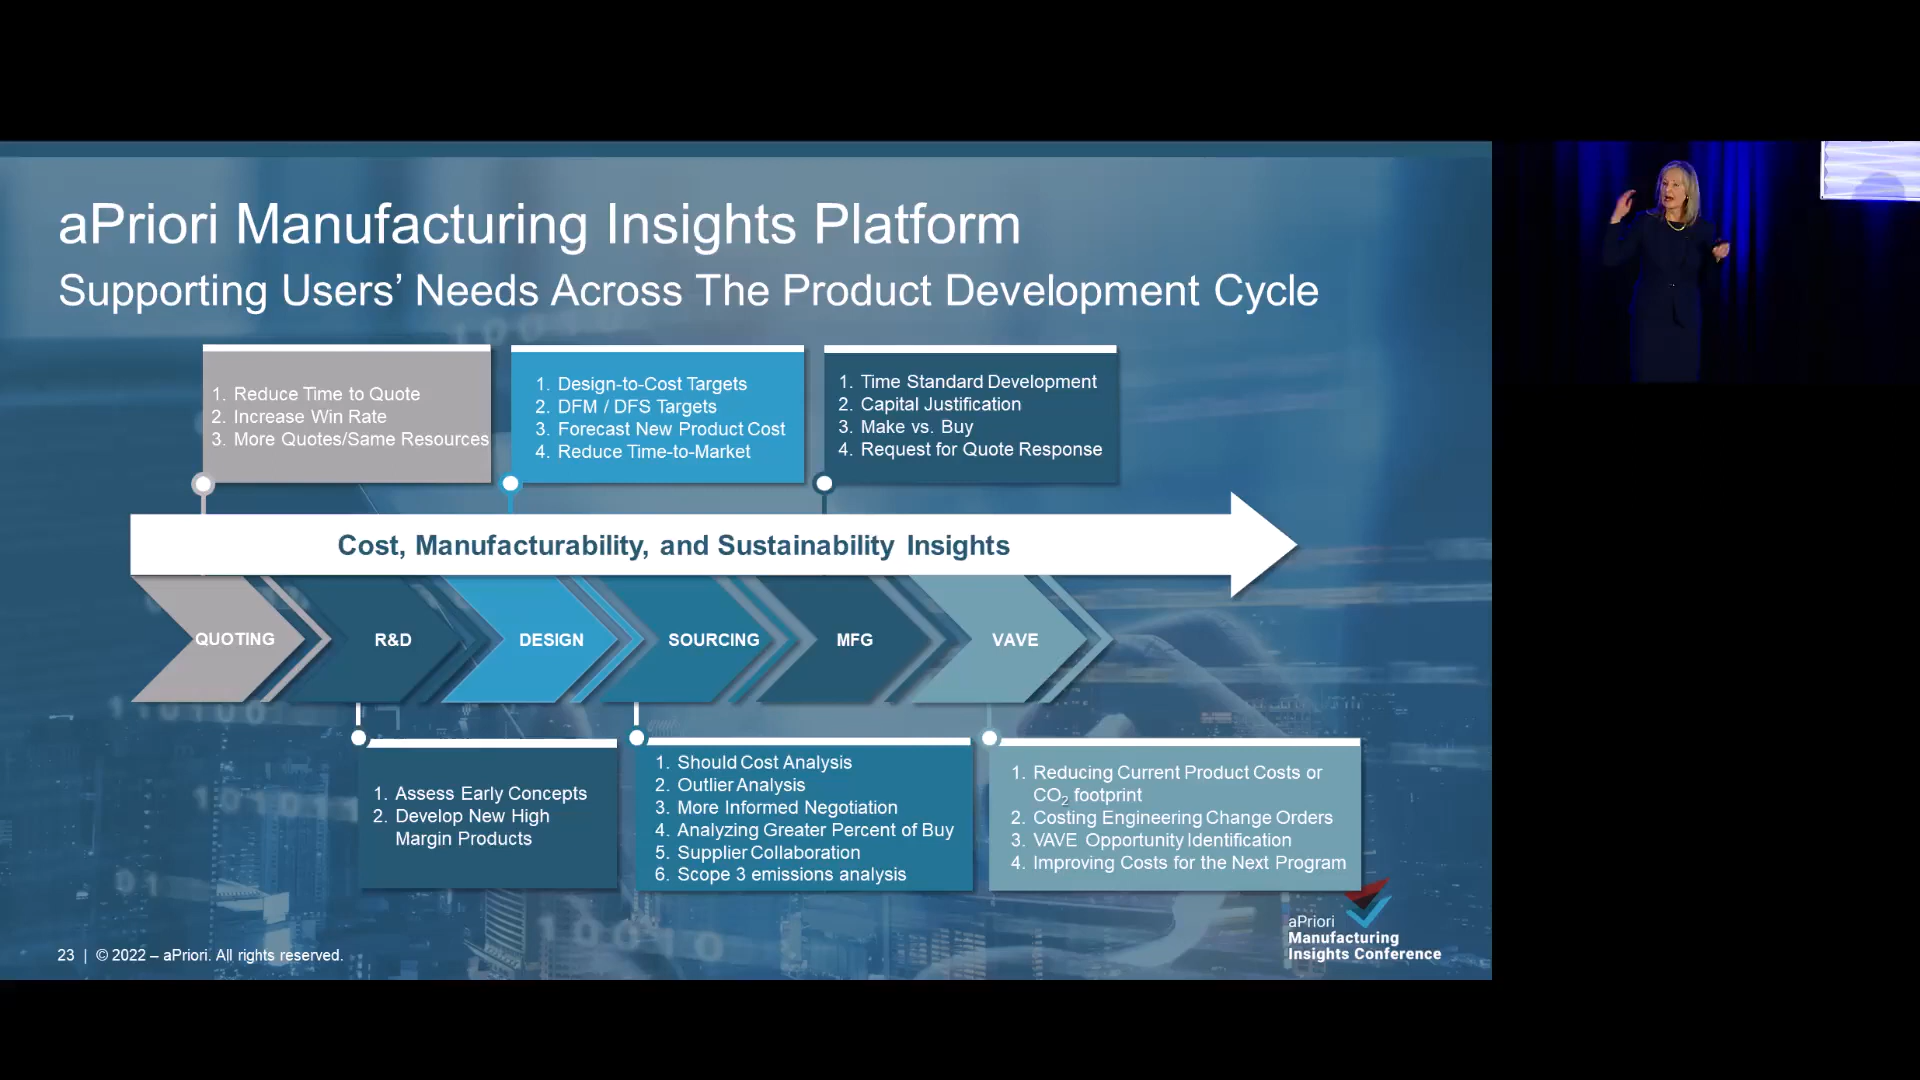 aPriori Manufacturing Insights Platform
Supporting Users’ Needs Across The Product Development Cycle
1. Reduce Time to Quote
2. Increase Win Rate
3. More Quotes/Same Resources
1. Design-to-Cost Targets
2. DFM / DFS Targets
3. Forecast New Product Cost
4. Reduce Time-to-Market
1. Time Standard Development
2. Capital Justification
3. Make vs. Buy
4. Request for Quote Response
Cost, Manufacturability, and Sustainability Insights
QUOTING
R&D
DESIGN
SOURCING
MFG
VAVE
1. Assess Early Concepts
2. Develop New High
Margin Products
1. Should Cost Analysis
2. Outlier Analysis
3. More Informed Negotiation
4. Analyzing Greater Percent of Buy
5. Supplier Collaboration
6. Scope 3 emissions analysis
1. Reducing Current Product Costs or
CO₂ footprint
2. Costing Engineering Change Orders
3. VAVE Opportunity Identification
4. Improving Costs for the Next Program
aPriori
Manufacturing
Insights Conference
23 | © 2022 – aPriori. All rights reserved.